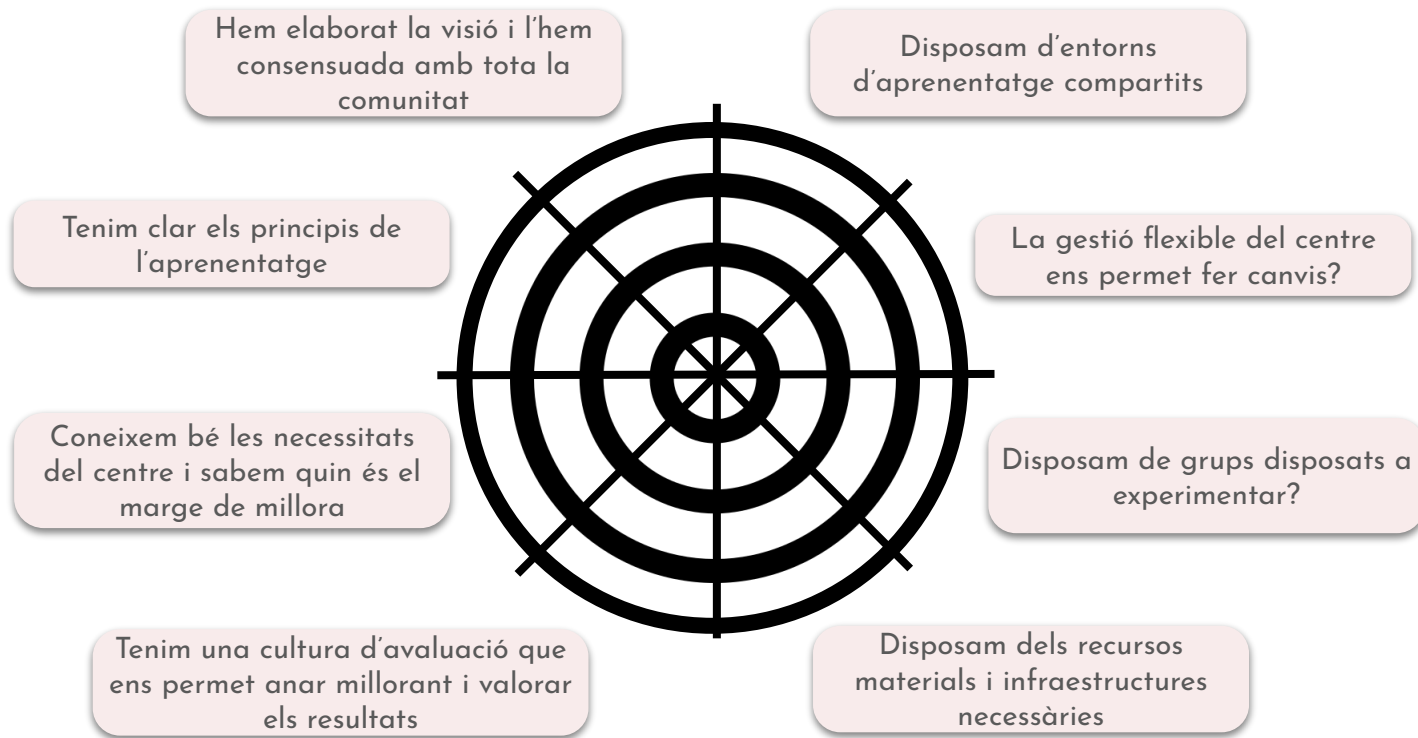 Hem elaborat la visió i l'hem
consensuada amb tota la
comunitat
Disposam d'entorns
d'aprenentatge compartits
Tenim clar els principis de
l'aprenentatge
La gestió flexible del centre
ens permet fer canvis?
Coneixem bé les necessitats
del centre i sabem quin és el
marge de millora
Disposam de grups disposats a
experimentar?
Tenim una cultura d'avaluació que
ens permet anar millorant i valorar
els resultats
Disposam dels recursos
materials i infraestructures
necessàries